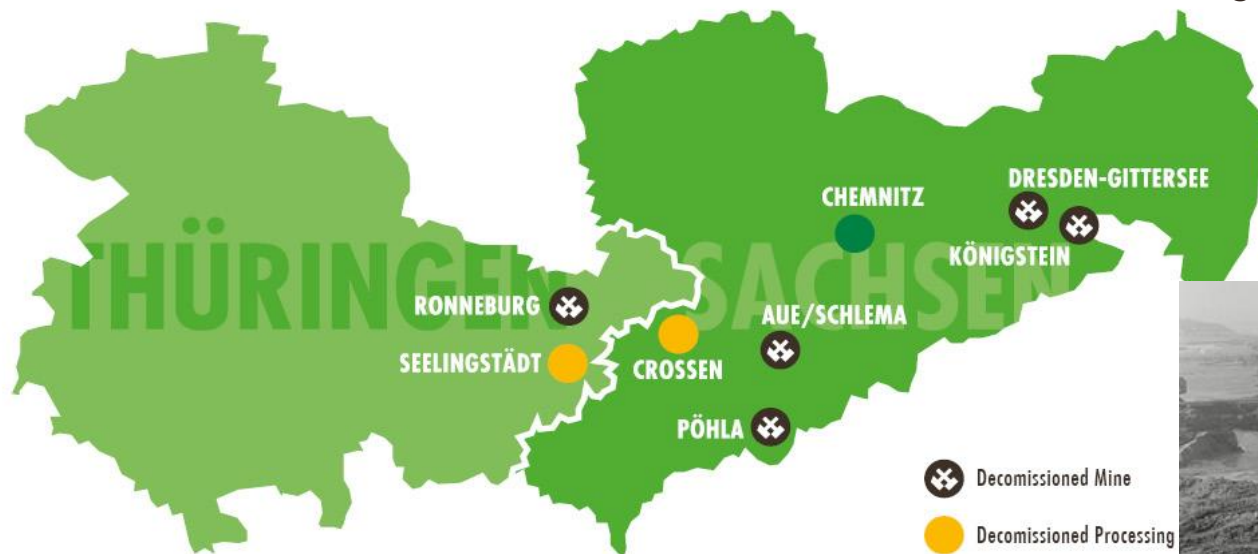 THÜRINGEN
SACHSEN
DRESDEN-GITTERSEE
CHEMNITZ
KÖNIGSTEIN
RONNEBURG
AUE/SCHLEMA
SEELINGSTÄDT
CROSSEN
PÖHLA
Decomissioned Mine
Decomissioned Processing